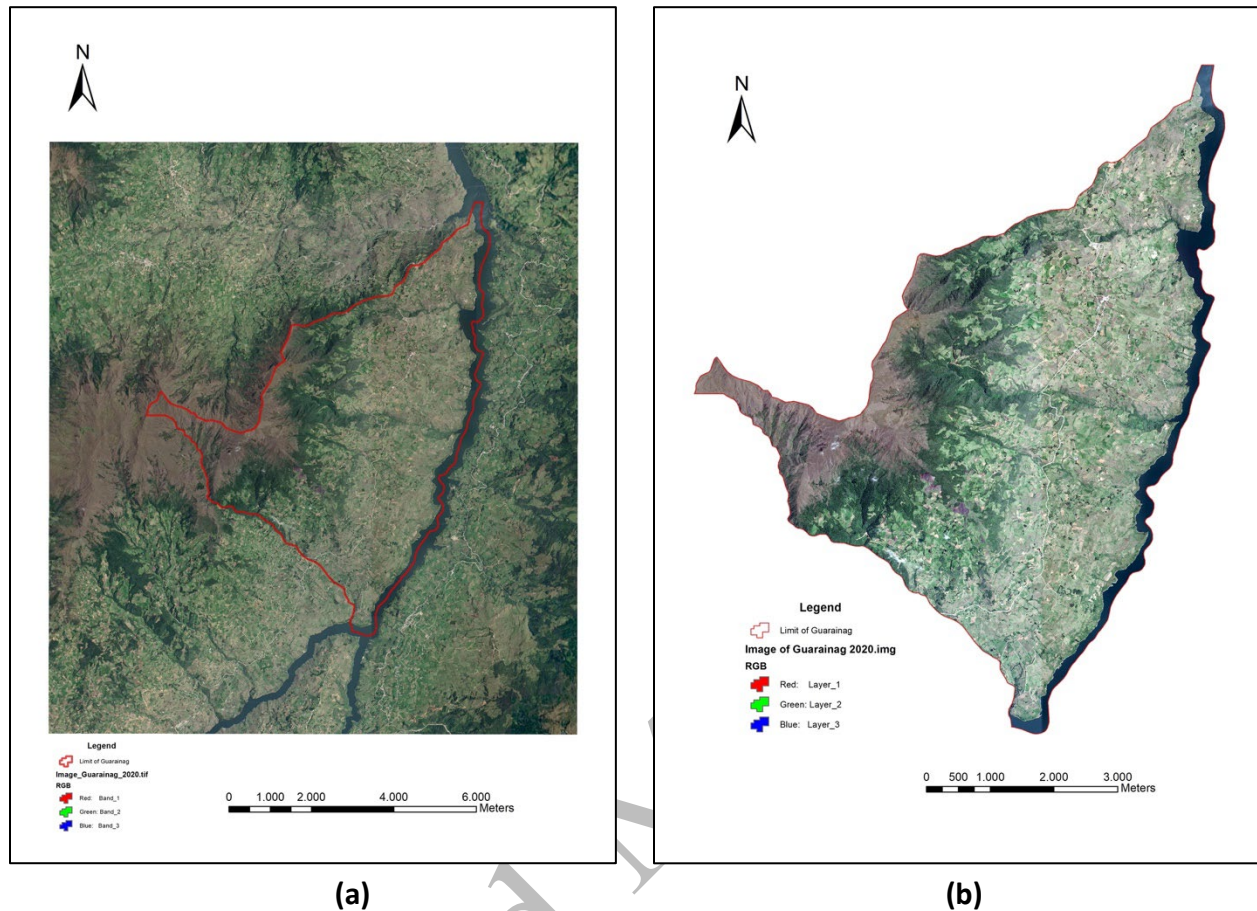 N
Legend
Limit of Guarainag
Image_Guarainag_2020.tif
RGB
Red: Band_1
Green: Band_2
Blue: Band_3
0 1.000 2.000 4.000 6.000
Meters
(a)
N
Legend
Limit of Guarainag
Image of Guarainag 2020.img
RGB
Red: Layer_1
Green: Layer_2
Blue: Layer_3
0 500 1.000 2.000 3.000
Meters
(b)